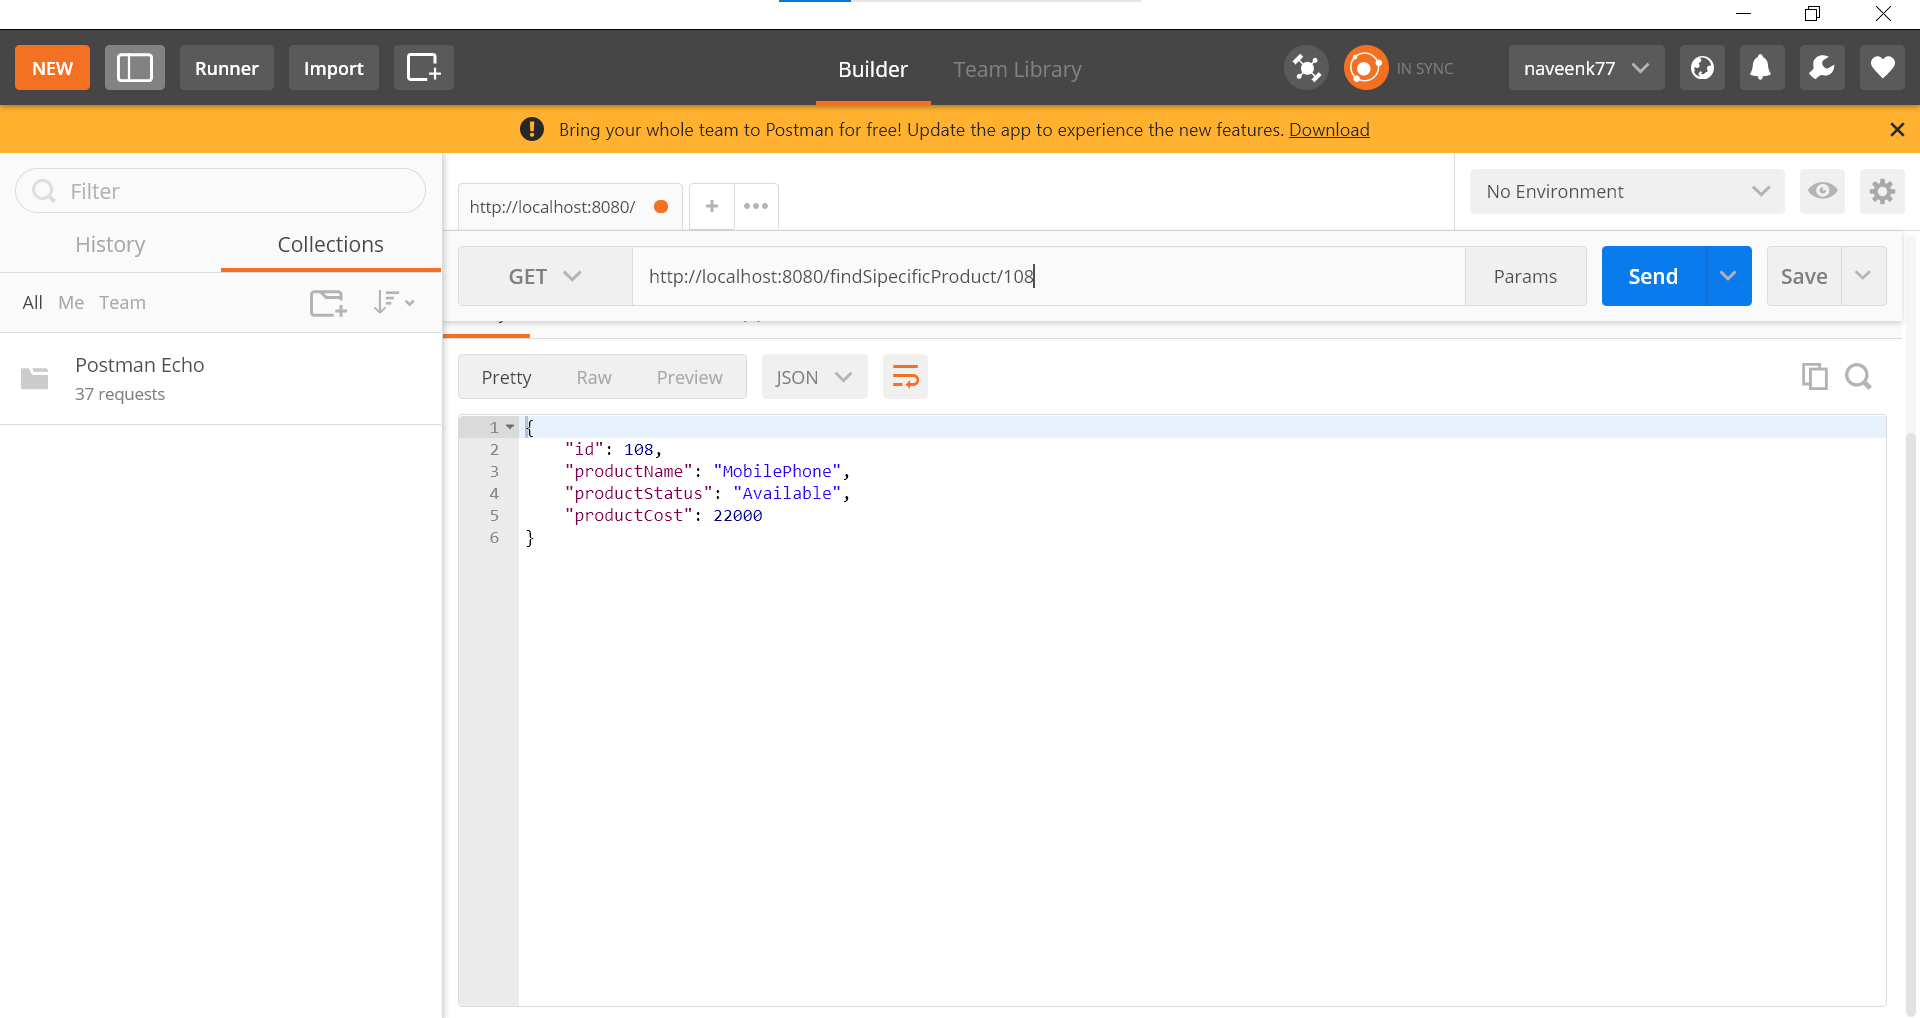 NEW Runner Import Builder Team Library IN SYNC naveenk77
Bring your whole team to Postman for free! Update the app to experience the new features. Download
Filter
http://localhost:8080/
No Environment
History Collections
GET http://localhost:8080/findSipecificProduct/108 Params Send Save
All Me Team
Postman Echo
37 requests
Pretty Raw Preview JSON
1 {
2 "id": 108,
3 "productName": "MobilePhone",
4 "productStatus": "Available",
5 "productCost": 22000
6 }